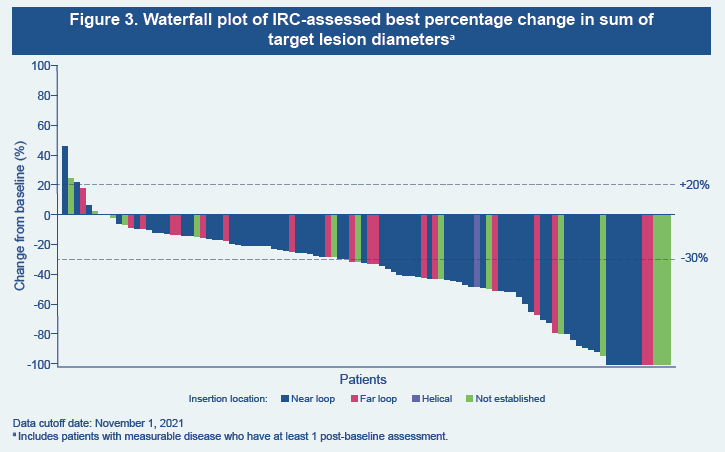 Figure 3. Waterfall plot of IRC-assessed best percentage change in sum of
target lesion diametersᵃ
Change from baseline (%)
100
80
60
40
20
0
-20
-40
-60
-80
-100
+20%
-30%
Patients
Insertion location: Near loop Far loop Helical Not established
Data cutoff date: November 1, 2021
ᵃ Includes patients with measurable disease who have at least 1 post-baseline assessment.